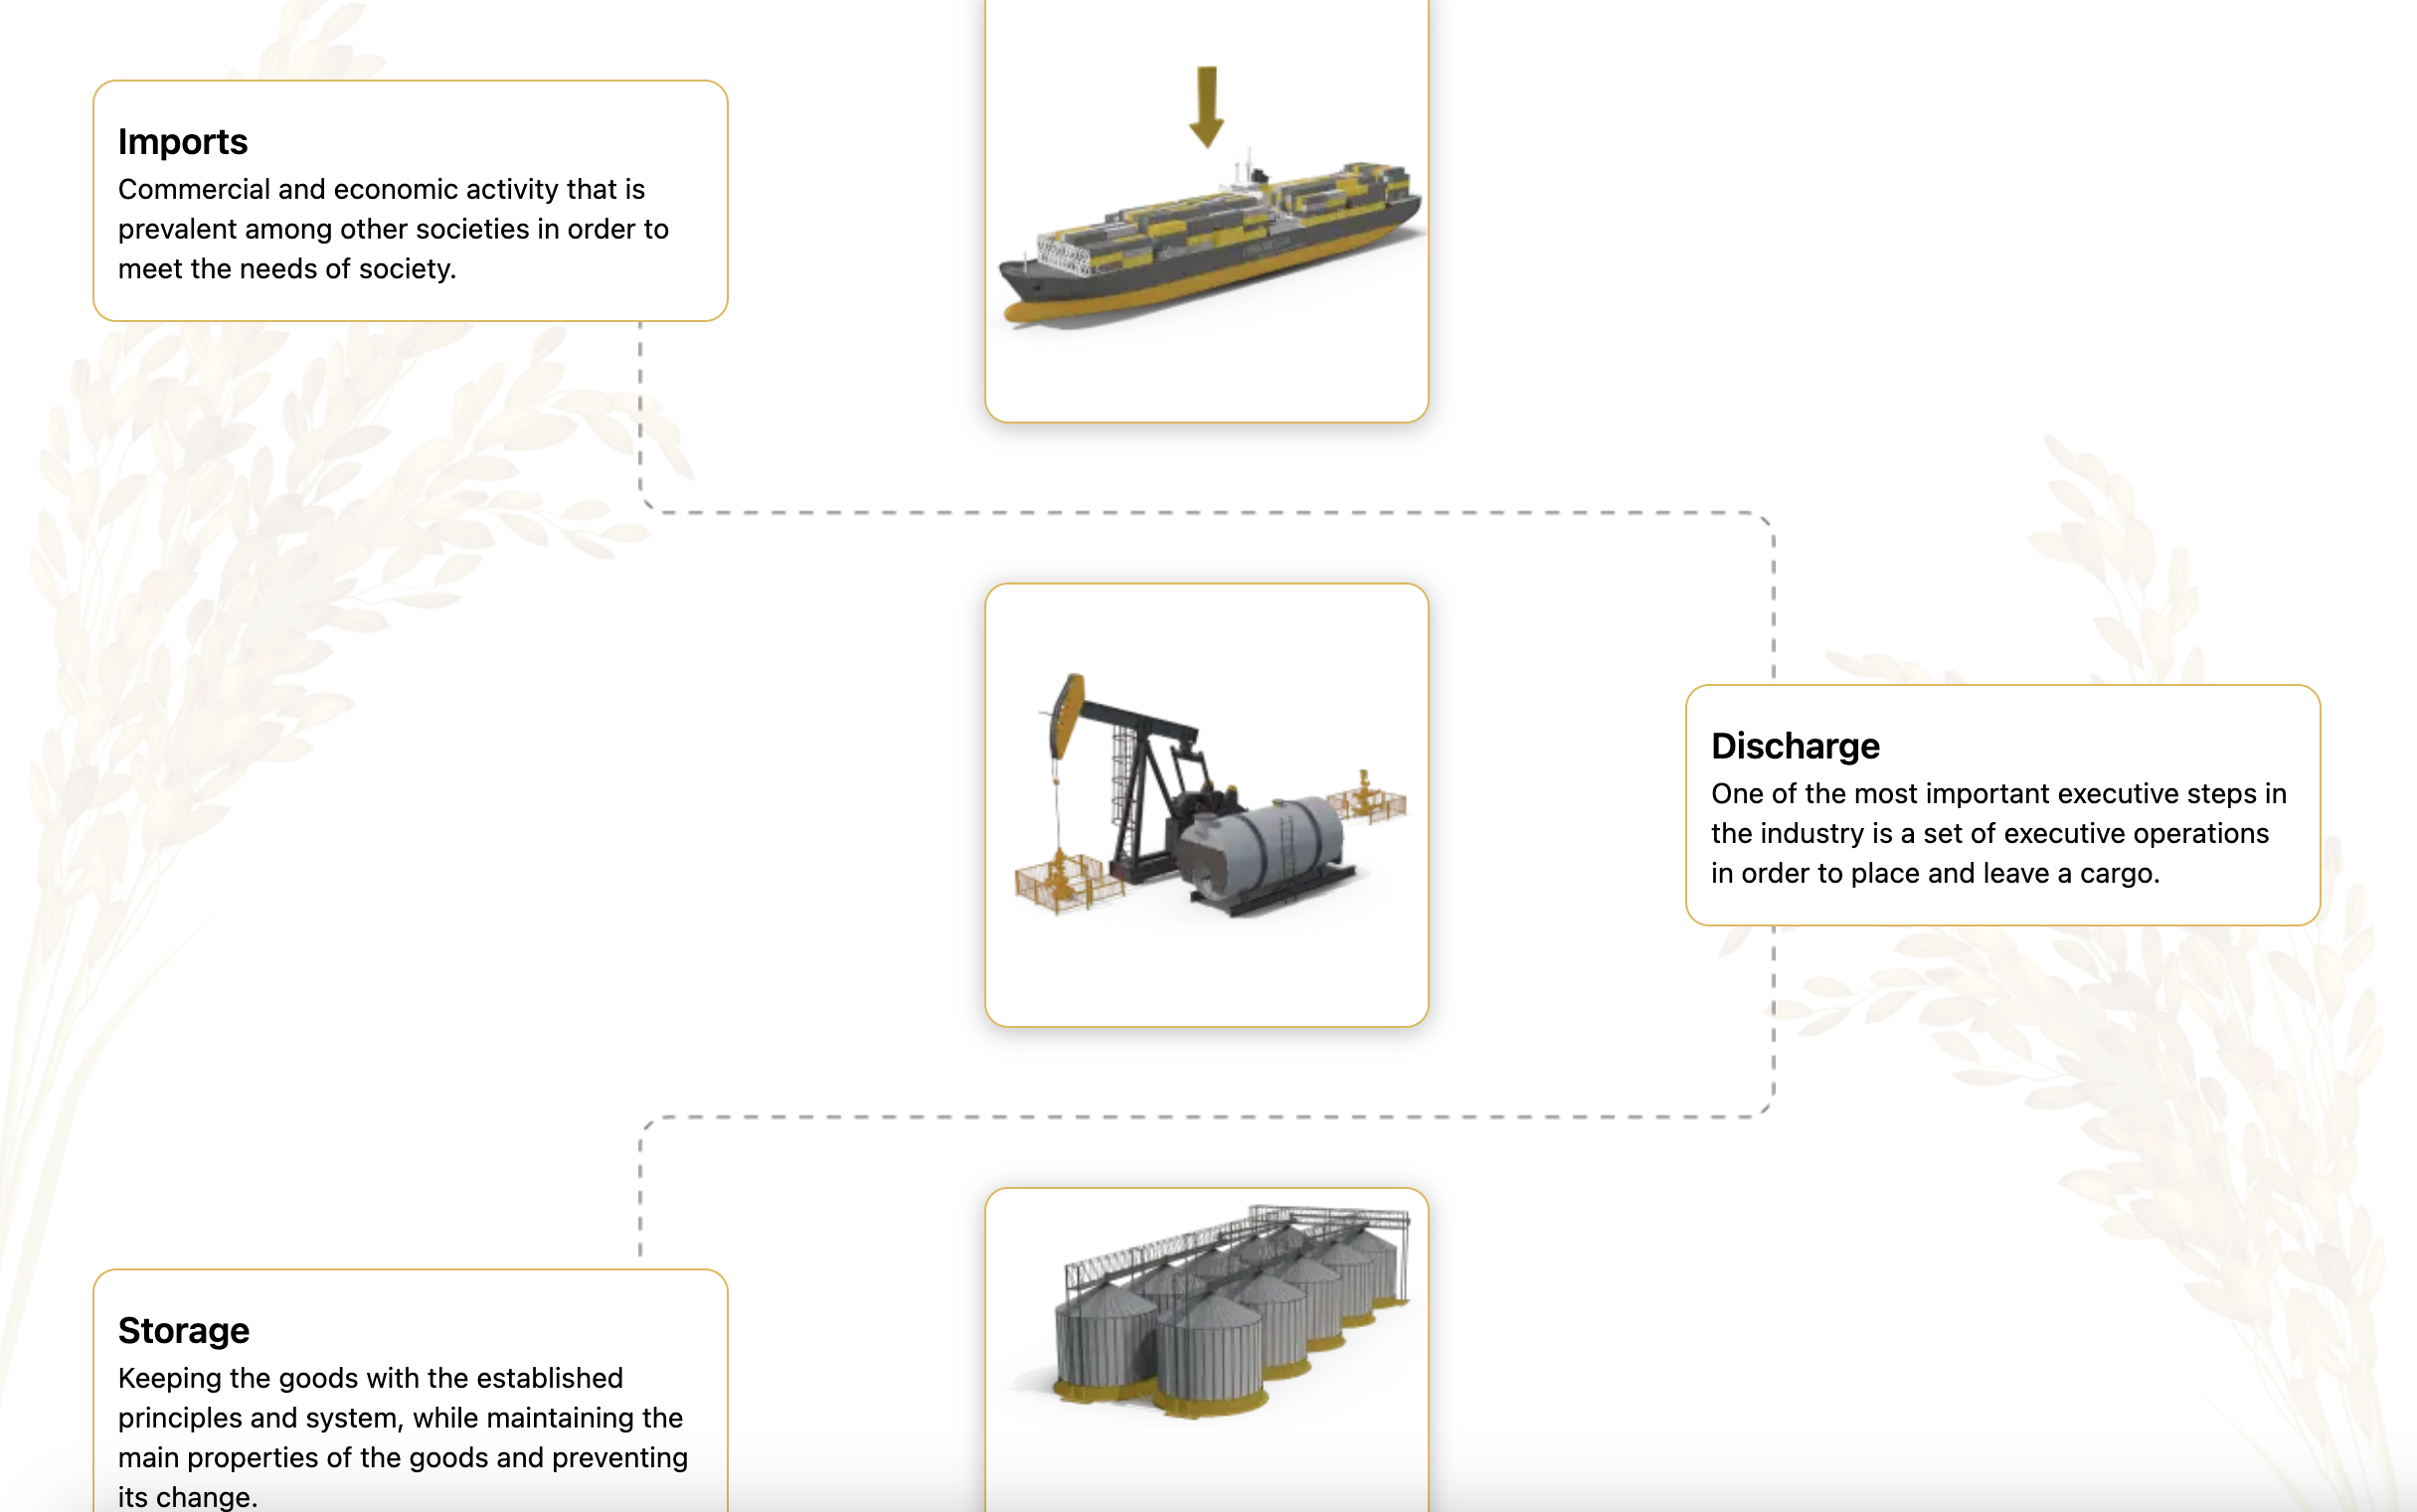 Imports
Commercial and economic activity that is
prevalent among other societies in order to
meet the needs of society.
Discharge
One of the most important executive steps in
the industry is a set of executive operations
in order to place and leave a cargo.
Storage
Keeping the goods with the established
principles and system, while maintaining the
main properties of the goods and preventing
its change.